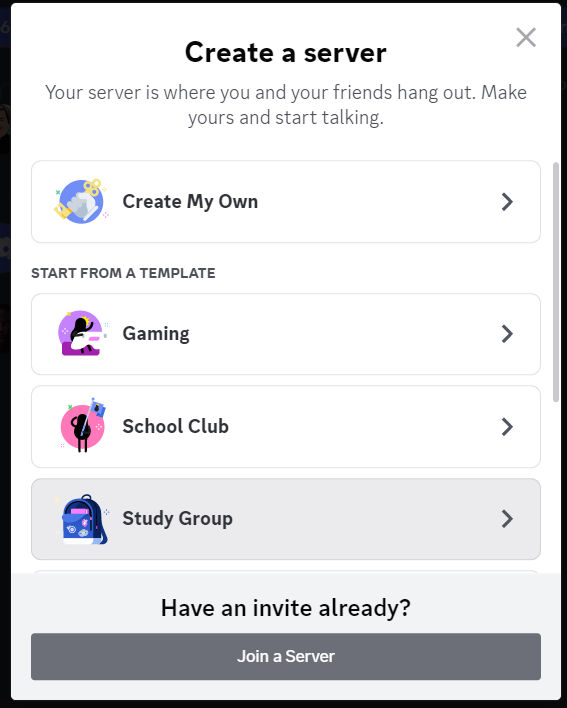 Create a server
Your server is where you and your friends hang out. Make
yours and start talking.
Create My Own
START FROM A TEMPLATE
Gaming
School Club
Study Group
Have an invite already?
Join a Server